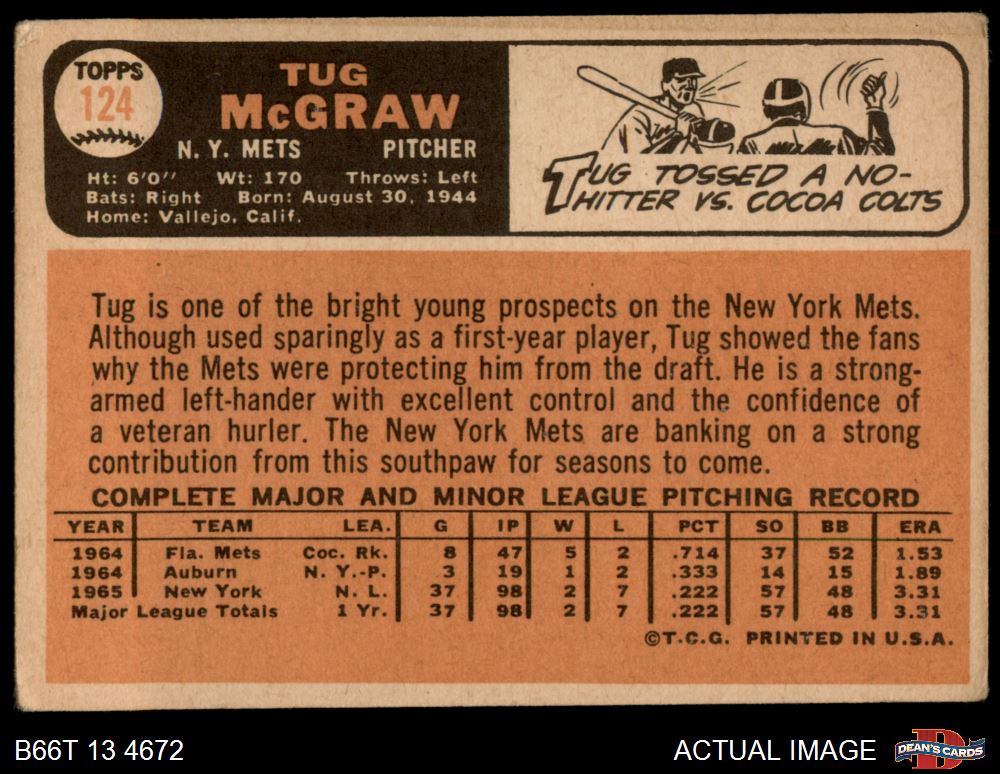 TOPPS
124
TUG
McGRAW
N. Y. METS PITCHER
Ht: 6'0" Wt: 170 Throws: Left
Bats: Right Born: August 30, 1944
Home: Vallejo, Calif.
TUG TOSSED A NO-
HITTER VS. COCOA COLTS
Tug is one of the bright young prospects on the New York Mets.
Although used sparingly as a first-year player, Tug showed the fans
why the Mets were protecting him from the draft. He is a strong-
armed left-hander with excellent control and the confidence of
a veteran hurler. The New York Mets are banking on a strong
contribution from this southpaw for seasons to come.
COMPLETE MAJOR AND MINOR LEAGUE PITCHING RECORD
YEAR TEAM LEA. G IP W L PCT SO BB ERA
1964 Fla. Mets Coc. Rk. 8 47 5 2 .714 37 52 1.53
1964 Auburn N. Y.-P. 3 19 1 2 .333 14 15 1.89
1965 New York N. L. 37 98 2 7 .222 57 48 3.31
Major League Totals 1 Yr. 37 98 2 7 .222 57 48 3.31
©T.C.G. PRINTED IN U.S.A.
B66T 13 4672 ACTUAL IMAGE DEAN'S CARDS